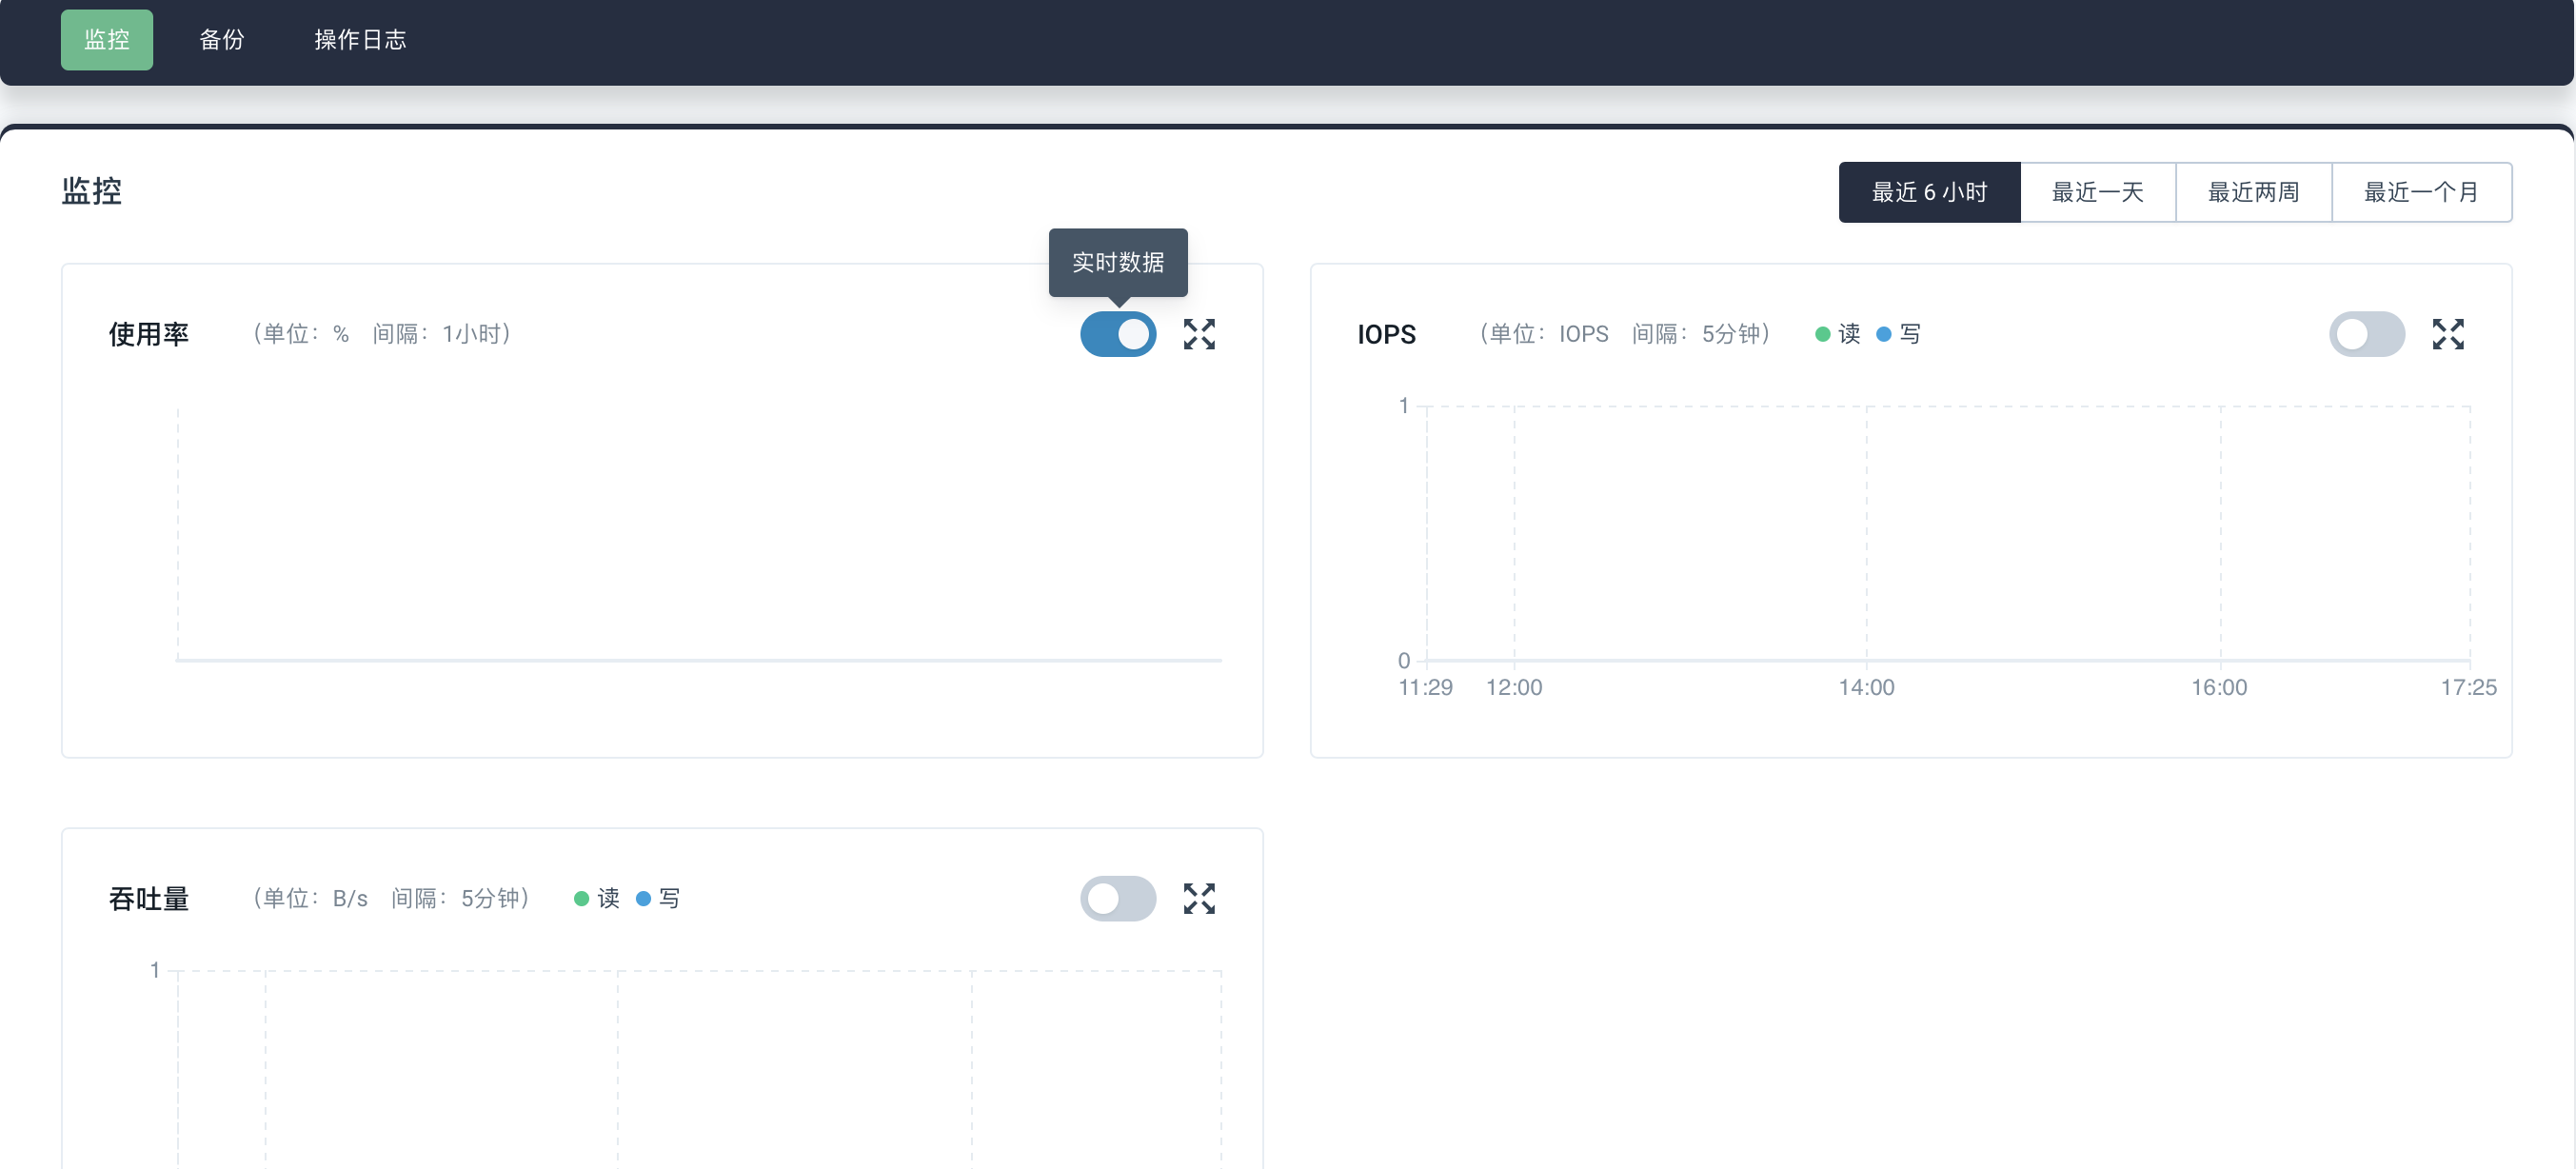 监控 备份 操作日志
监控
最近 6 小时 最近一天 最近两周 最近一个月
实时数据
使用率 (单位：% 间隔：1小时)
IOPS (单位：IOPS 间隔：5分钟) 读 写
1
0
11:29 12:00 14:00 16:00 17:25
吞吐量 (单位：B/s 间隔：5分钟) 读 写
1